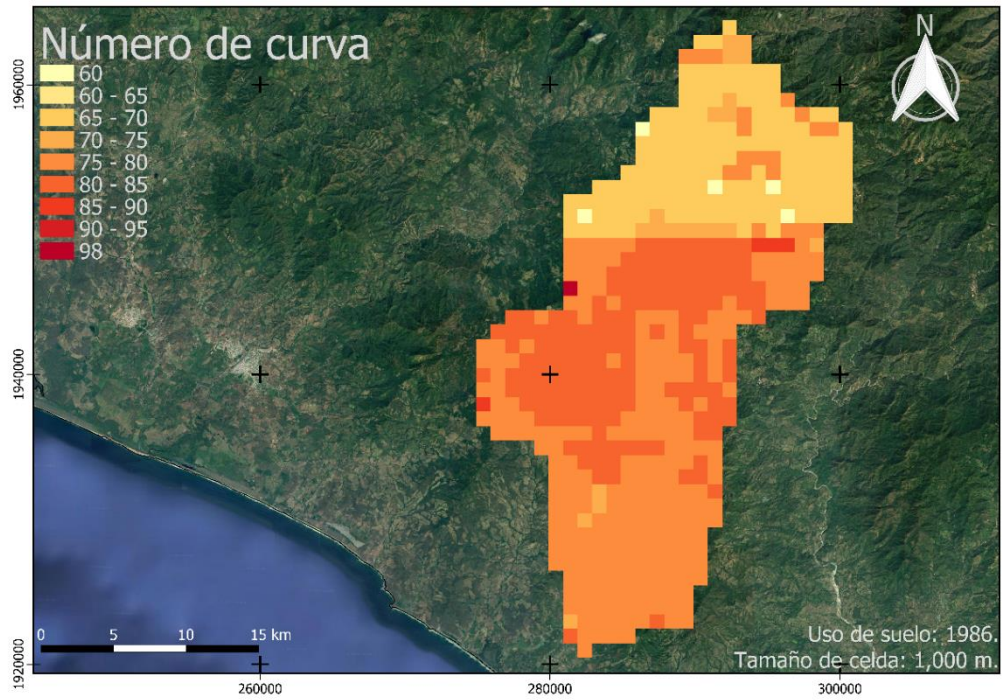 Número de curva
N
60
60 - 65
65 - 70
70 - 75
75 - 80
80 - 85
85 - 90
90 - 95
98
1960000
1940000
1920000
0 5 10 15 km
Uso de suelo: 1986.
Tamaño de celda: 1,000 m.
260000 280000 300000